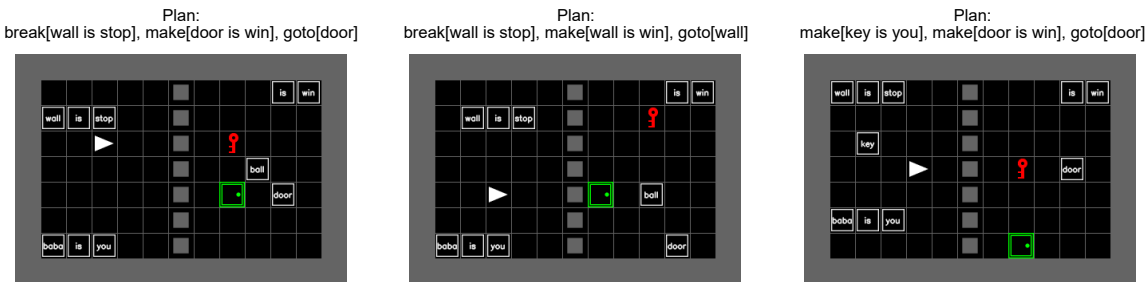 Plan:
break[wall is stop], make[door is win], goto[door]
is win
wall is stop
ball
door
baba is you
Plan:
break[wall is stop], make[wall is win], goto[wall]
is win
wall is stop
ball
baba is you door
Plan:
make[key is you], make[door is win], goto[door]
wall is stop is win
key
door
baba is you